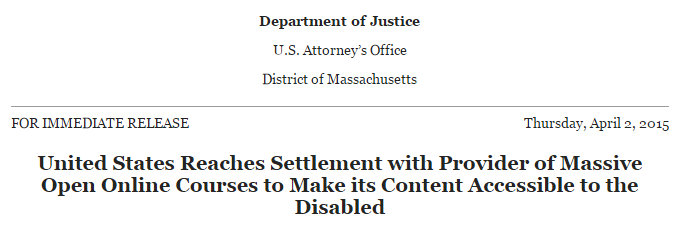 Department of Justice
U.S. Attorney’s Office
District of Massachusetts
FOR IMMEDIATE RELEASE Thursday, April 2, 2015
United States Reaches Settlement with Provider of Massive
Open Online Courses to Make its Content Accessible to the
Disabled